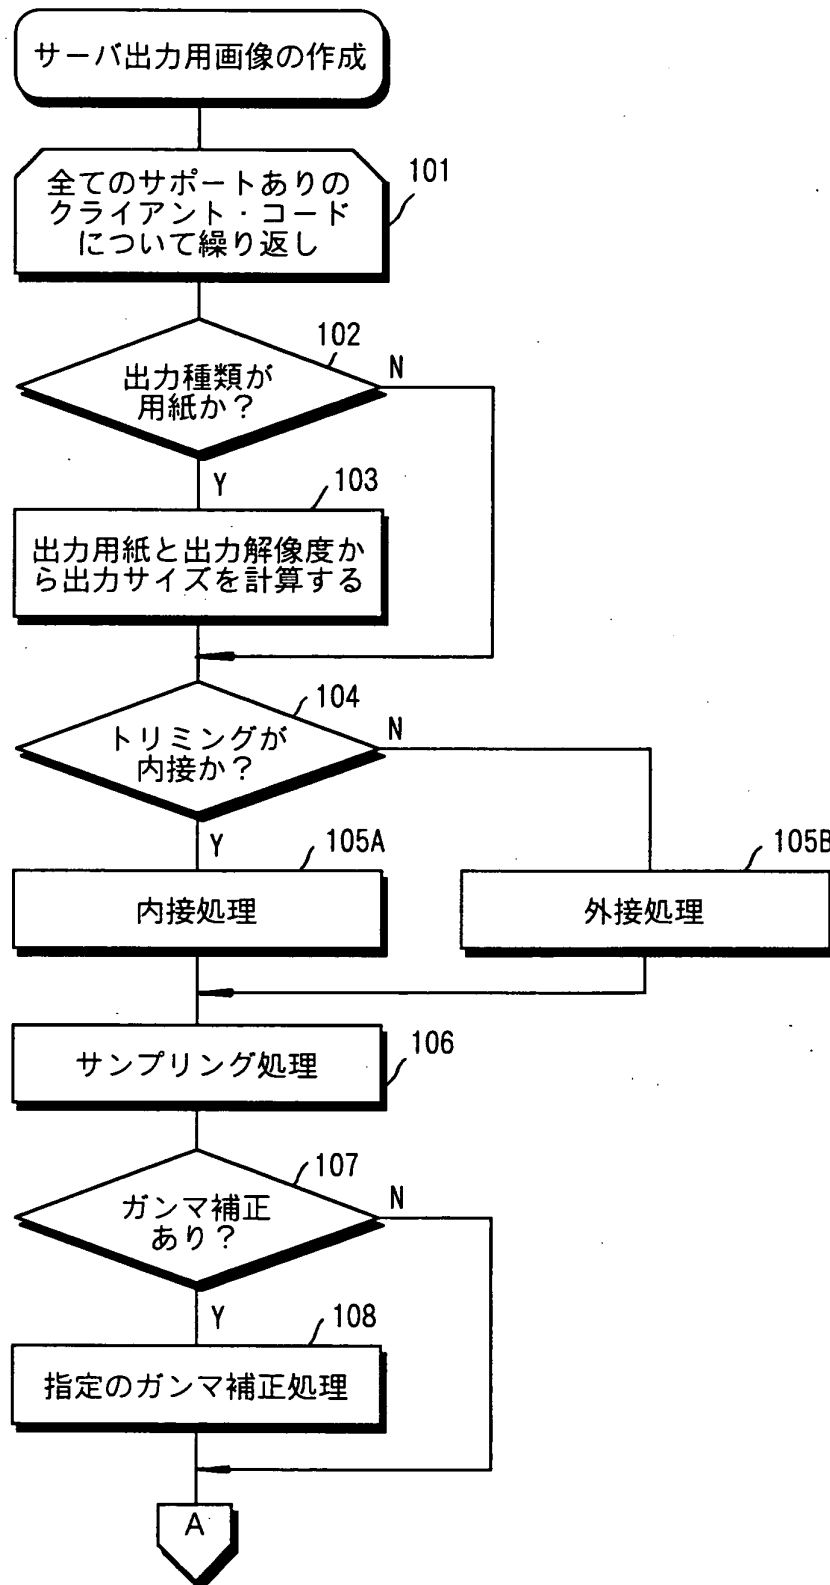 サーバ出力用画像の作成
全てのサポートありの
クライアント・コード
について繰り返し
101
102
出力種類が
用紙か?
N
Y
103
出力用紙と出力解像度か
ら出力サイズを計算する
104
トリミングが
内接か?
N
Y
105A
105B
内接処理
外接処理
サンプリング処理
106
107
ガンマ補正
あり?
N
Y
108
指定のガンマ補正処理
A